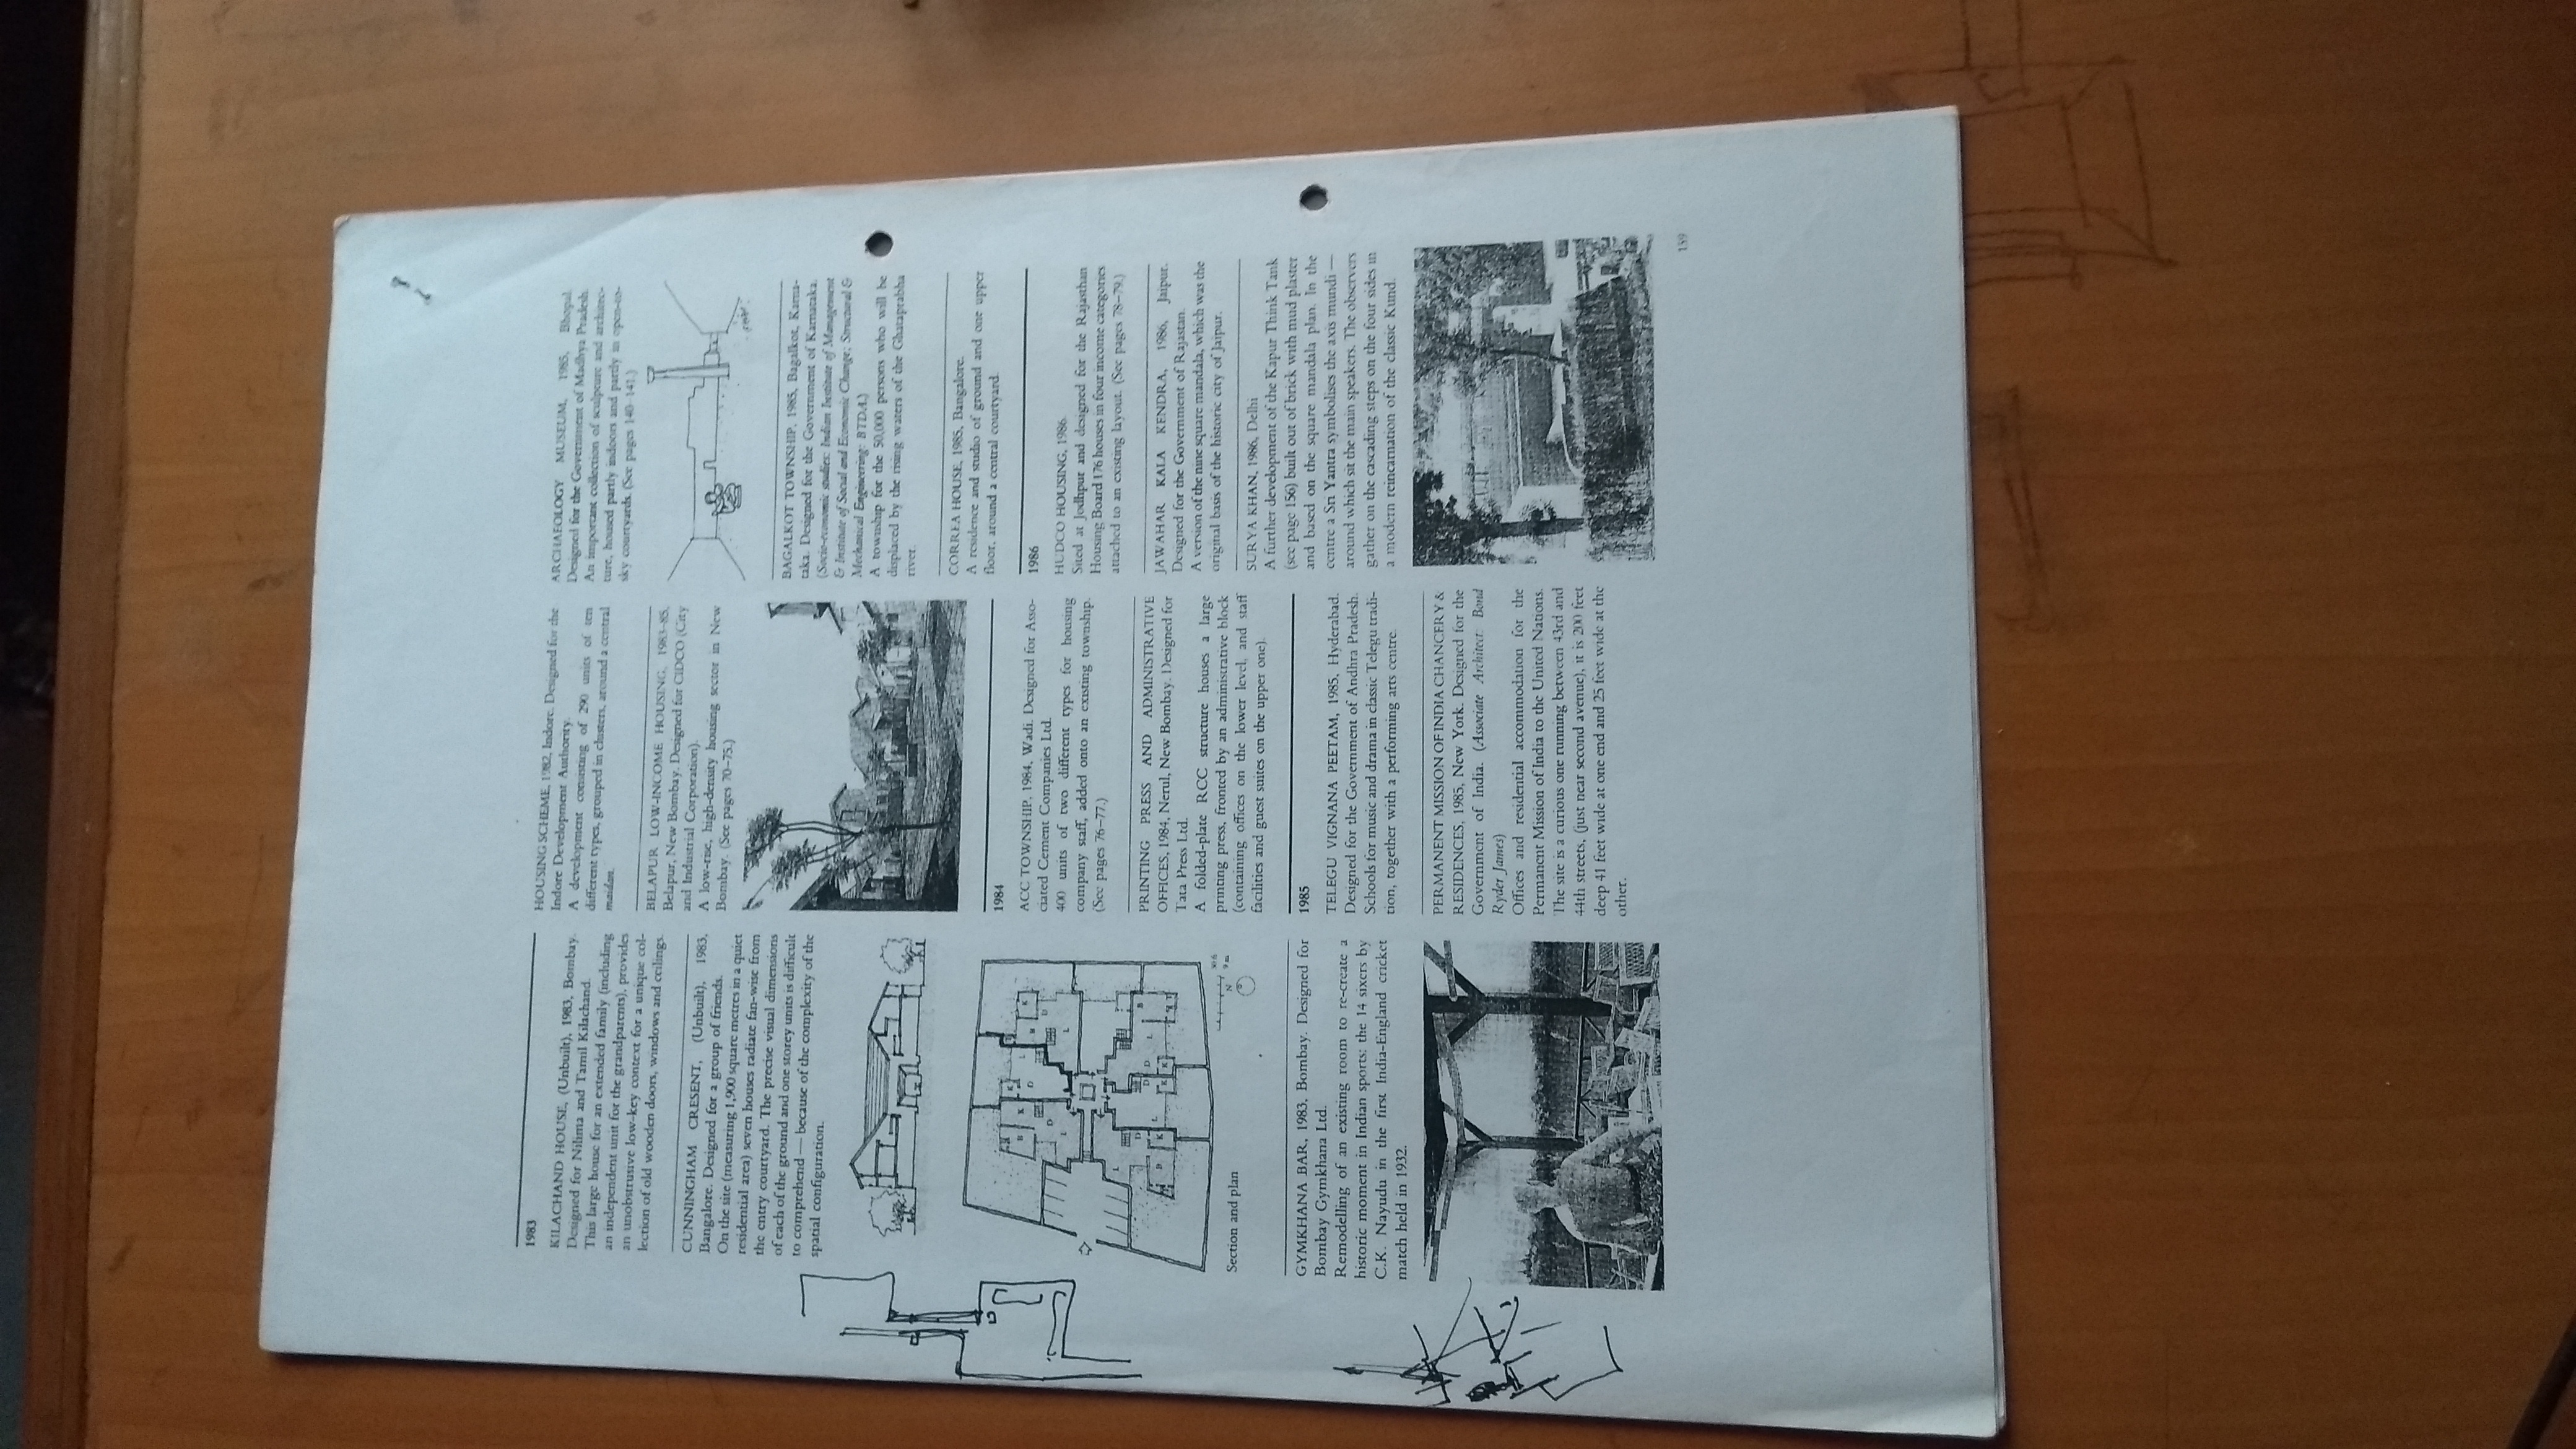 1983
KILACHAND HOUSE, (Unbuilt), 1983, Bombay.
Designed for Nilima and Tamil Kilachand.
This large house for an extended family (including
an independent unit for the grandparents), provides
an unobstrusive low-key context for a unique col-
lection of old wooden doors, windows and ceilings.
CUNNINGHAM CRESENT, (Unbuilt), 1983,
Bangalore. Designed for a group of friends.
On the site (measuring 1,900 square metres in a quiet
residential area) seven houses radiate fan-wise from
the entry courtyard. The precise visual dimensions
of each of the ground and one storey units is difficult
to comprehend — because of the complexity of the
spatial configuration.
Section and plan
GYMKHANA BAR, 1983, Bombay. Designed for
Bombay Gymkhana Ltd.
Remodelling of an existing room to re-create a
historic moment in Indian sports: the 14 sixers by
C.K. Nayudu in the first India-England cricket
match held in 1932.
HOUSING SCHEME, 1982, Indore. Designed for the
Indore Development Authority.
A development consisting of 290 units of ten
different types, grouped in clusters, around a central
maidan.
BELAPUR LOW-INCOME HOUSING, 1983-85,
Belapur, New Bombay. Designed for CIDCO (City
and Industrial Corporation).
A low-rise, high-density housing sector in New
Bombay. (See pages 70–75.)
1984
ACC TOWNSHIP, 1984, Wadi. Designed for Asso-
ciated Cement Companies Ltd.
400 units of two different types for housing
company staff, added onto an existing township.
(See pages 76–77.)
PRINTING PRESS AND ADMINISTRATIVE
OFFICES, 1984, Nerul, New Bombay. Designed for
Tata Press Ltd.
A folded-plate RCC structure houses a large
printing press, fronted by an administrative block
(containing offices on the lower level, and staff
facilities and guest suites on the upper one).
1985
TELEGU VIGNANA PEETAM, 1985, Hyderabad.
Designed for the Government of Andhra Pradesh.
Schools for music and drama in classic Telegu tradi-
tion, together with a performing arts centre.
PERMANENT MISSION OF INDIA CHANCERY &
RESIDENCES, 1985, New York. Designed for the
Government of India. (Associate Architect: Bond
Ryder James)
Offices and residential accommodation for the
Permanent Mission of India to the United Nations.
The site is a curious one running between 43rd and
44th streets, (just near second avenue), it is 200 feet
deep 41 feet wide at one end and 25 feet wide at the
other.
ARCHAEOLOGY MUSEUM, 1985, Bhopal.
Designed for the Government of Madhya Pradesh.
An important collection of sculpture and architec-
ture, housed partly indoors and partly in open-to-
sky courtyards. (See pages 140–141.)
BAGALKOT TOWNSHIP, 1985, Bagalkot, Karna-
taka. Designed for the Government of Karnataka.
(Socio-economic studies: Indian Institute of Management
& Institute of Social and Economic Change; Structural &
Mechanical Engineering: BTDA.)
A township for the 50,000 persons who will be
displaced by the rising waters of the Ghataprabha
river.
CORREA HOUSE, 1985, Bangalore.
A residence and studio of ground and one upper
floor, around a central courtyard.
1986
HUDCO HOUSING, 1986.
Sited at Jodhpur and designed for the Rajasthan
Housing Board 176 houses in four income categories
attached to an existing layout. (See pages 78–79.)
JAWAHAR KALA KENDRA, 1986, Jaipur.
Designed for the Government of Rajastan.
A version of the nine square mandala, which was the
original basis of the historic city of Jaipur.
SURYA KHAN, 1986, Delhi
A further development of the Kapur Think Tank
(see page 156) built out of brick with mud plaster
and based on the square mandala plan. In the
centre a Sri Yantra symbolises the axis mundi —
around which sit the main speakers. The observers
gather on the cascading steps on the four sides in
a modern reincarnation of the classic Kund.
159